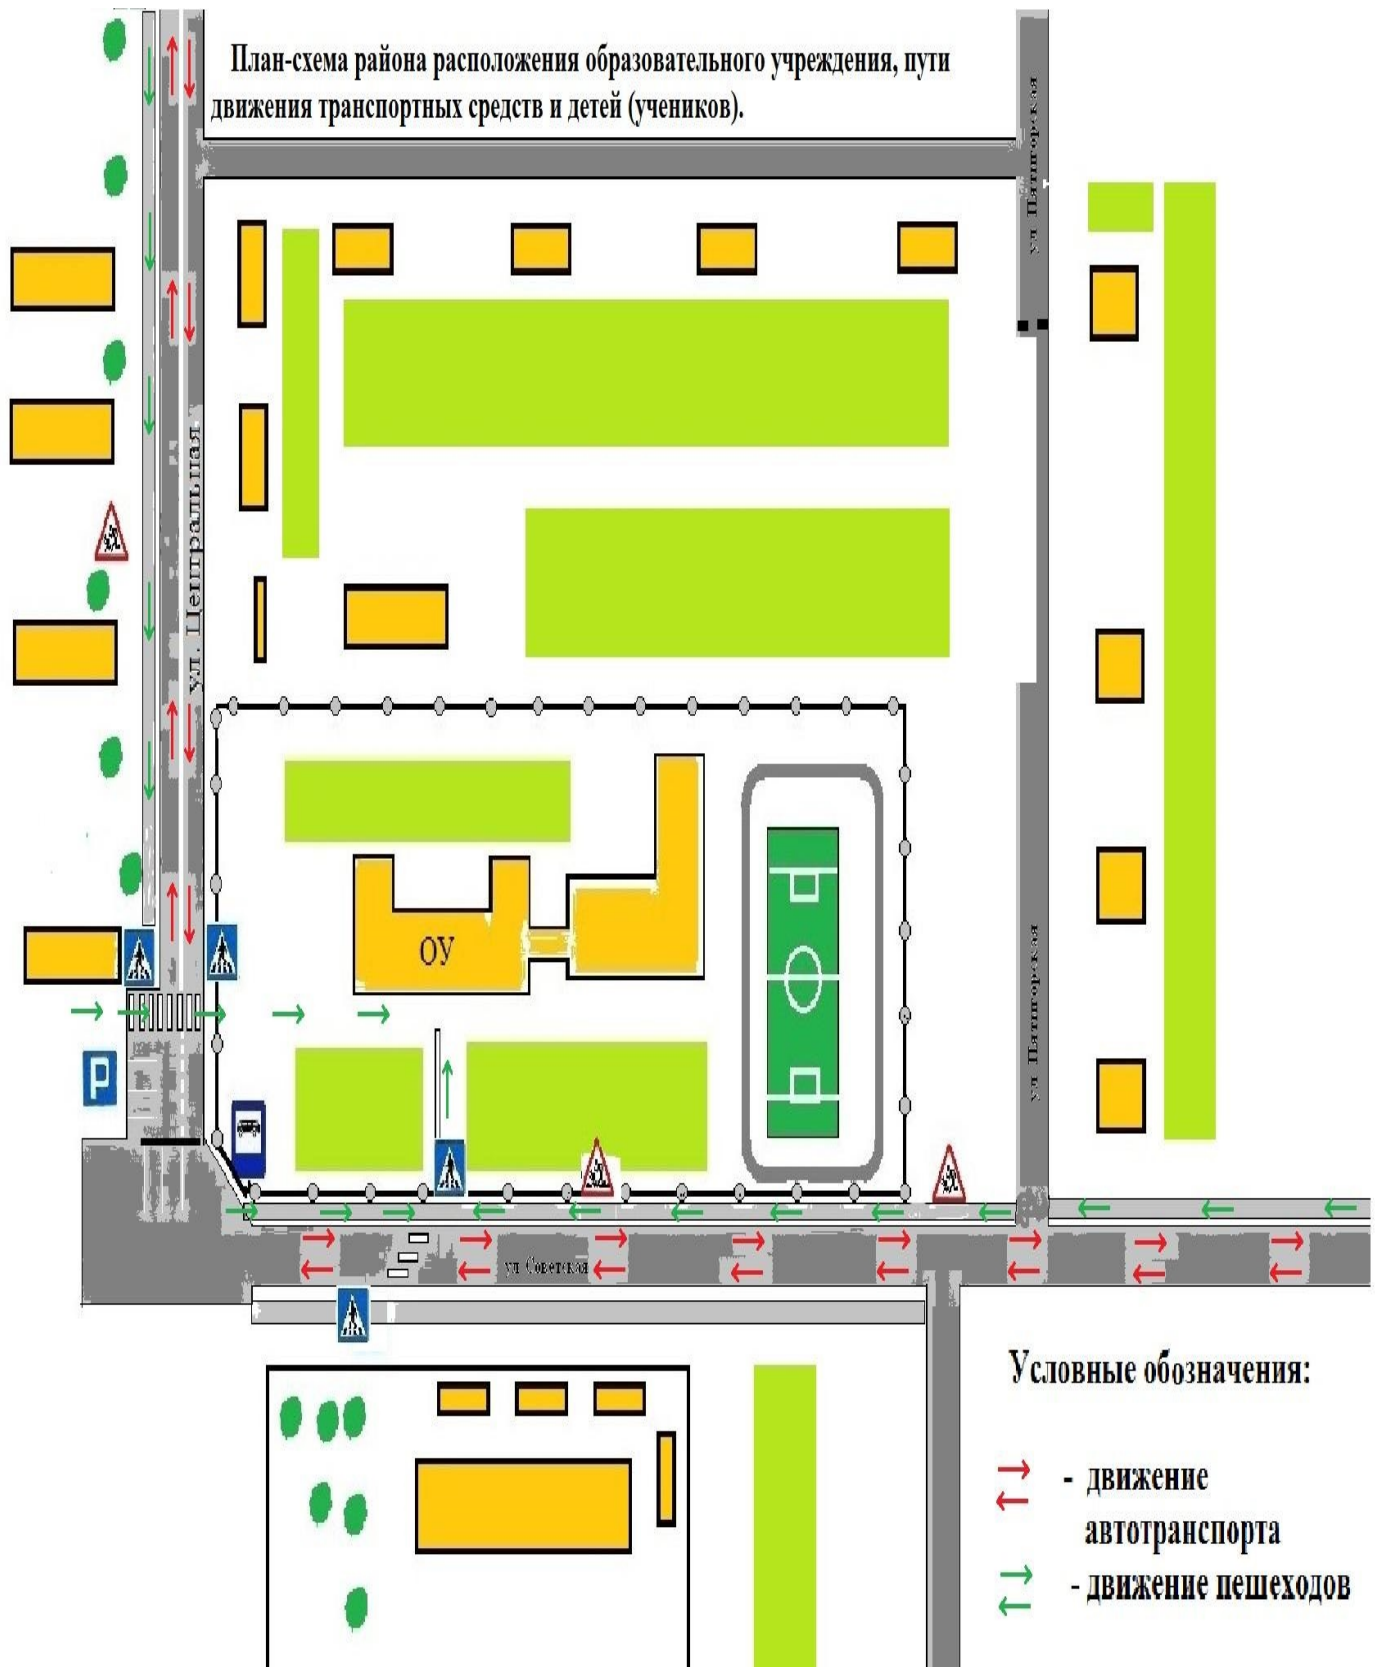 План-схема района расположения образовательного учреждения, пути
движения транспортных средств и детей (учеников).
ул Пятигорская
ул. Центральная
ОУ
ул Пятигорская
P
ул Советская
Условные обозначения:
- движение
автотранспорта
- движение пешеходов